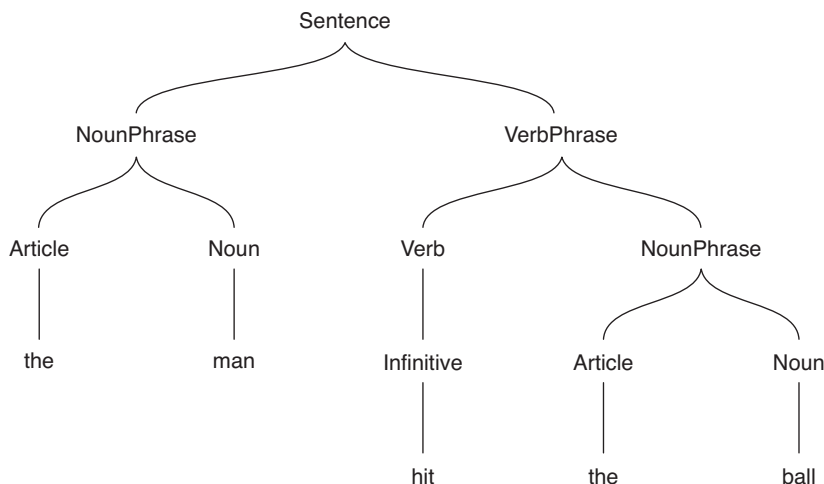 Sentence
NounPhrase VerbPhrase
Article Noun Verb NounPhrase
the man Infinitive Article Noun
hit the ball